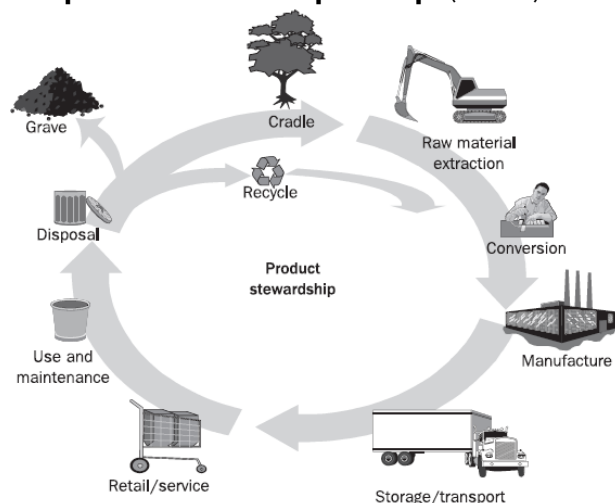 Cradle
Grave
Raw material
extraction
Recycle
Disposal
Conversion
Product
stewardship
Use and
maintenance
Manufacture
Retail/service
Storage/transport